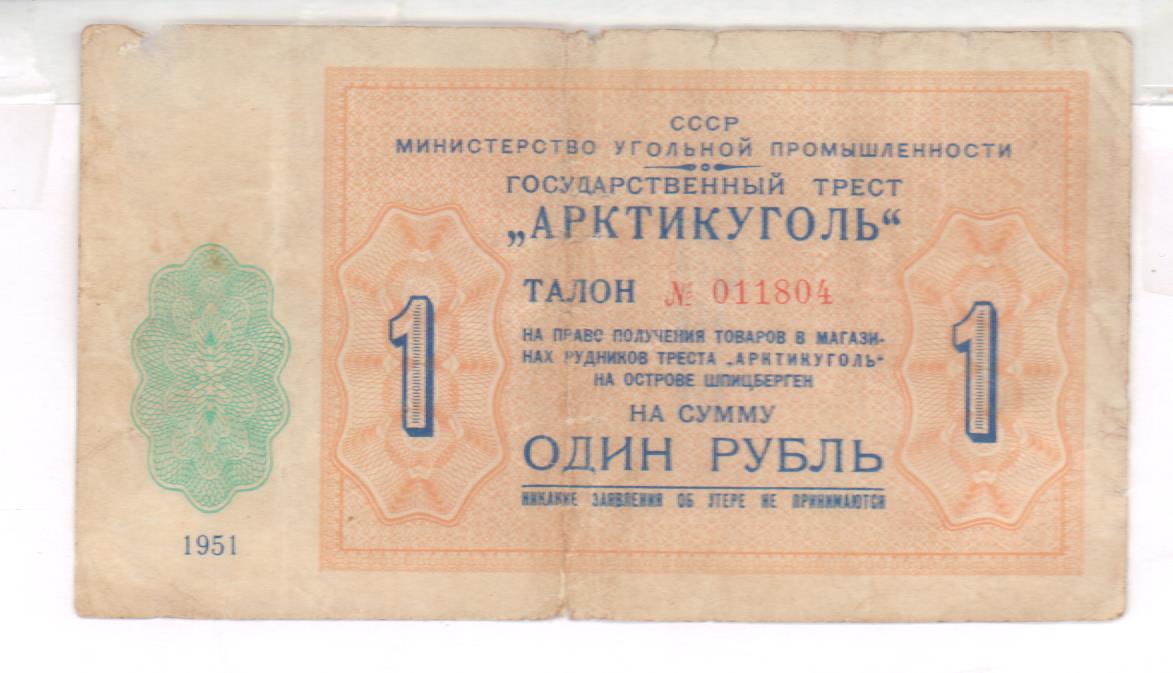 СССР
МИНИСТЕРСТВО УГОЛЬНОЙ ПРОМЫШЛЕННОСТИ
ГОСУДАРСТВЕННЫЙ ТРЕСТ
„АРКТИКУГОЛЬ“
ТАЛОН № 011804
НА ПРАВО ПОЛУЧЕНИЯ ТОВАРОВ В МАГАЗИ-
НАХ РУДНИКОВ ТРЕСТА „АРКТИКУГОЛЬ“
НА ОСТРОВЕ ШПИЦБЕРГЕН
НА СУММУ
1
1
ОДИН РУБЛЬ
НИКАКИЕ ЗАЯВЛЕНИЯ ОБ УТЕРЕ НЕ ПРИНИМАЮТСЯ
1951